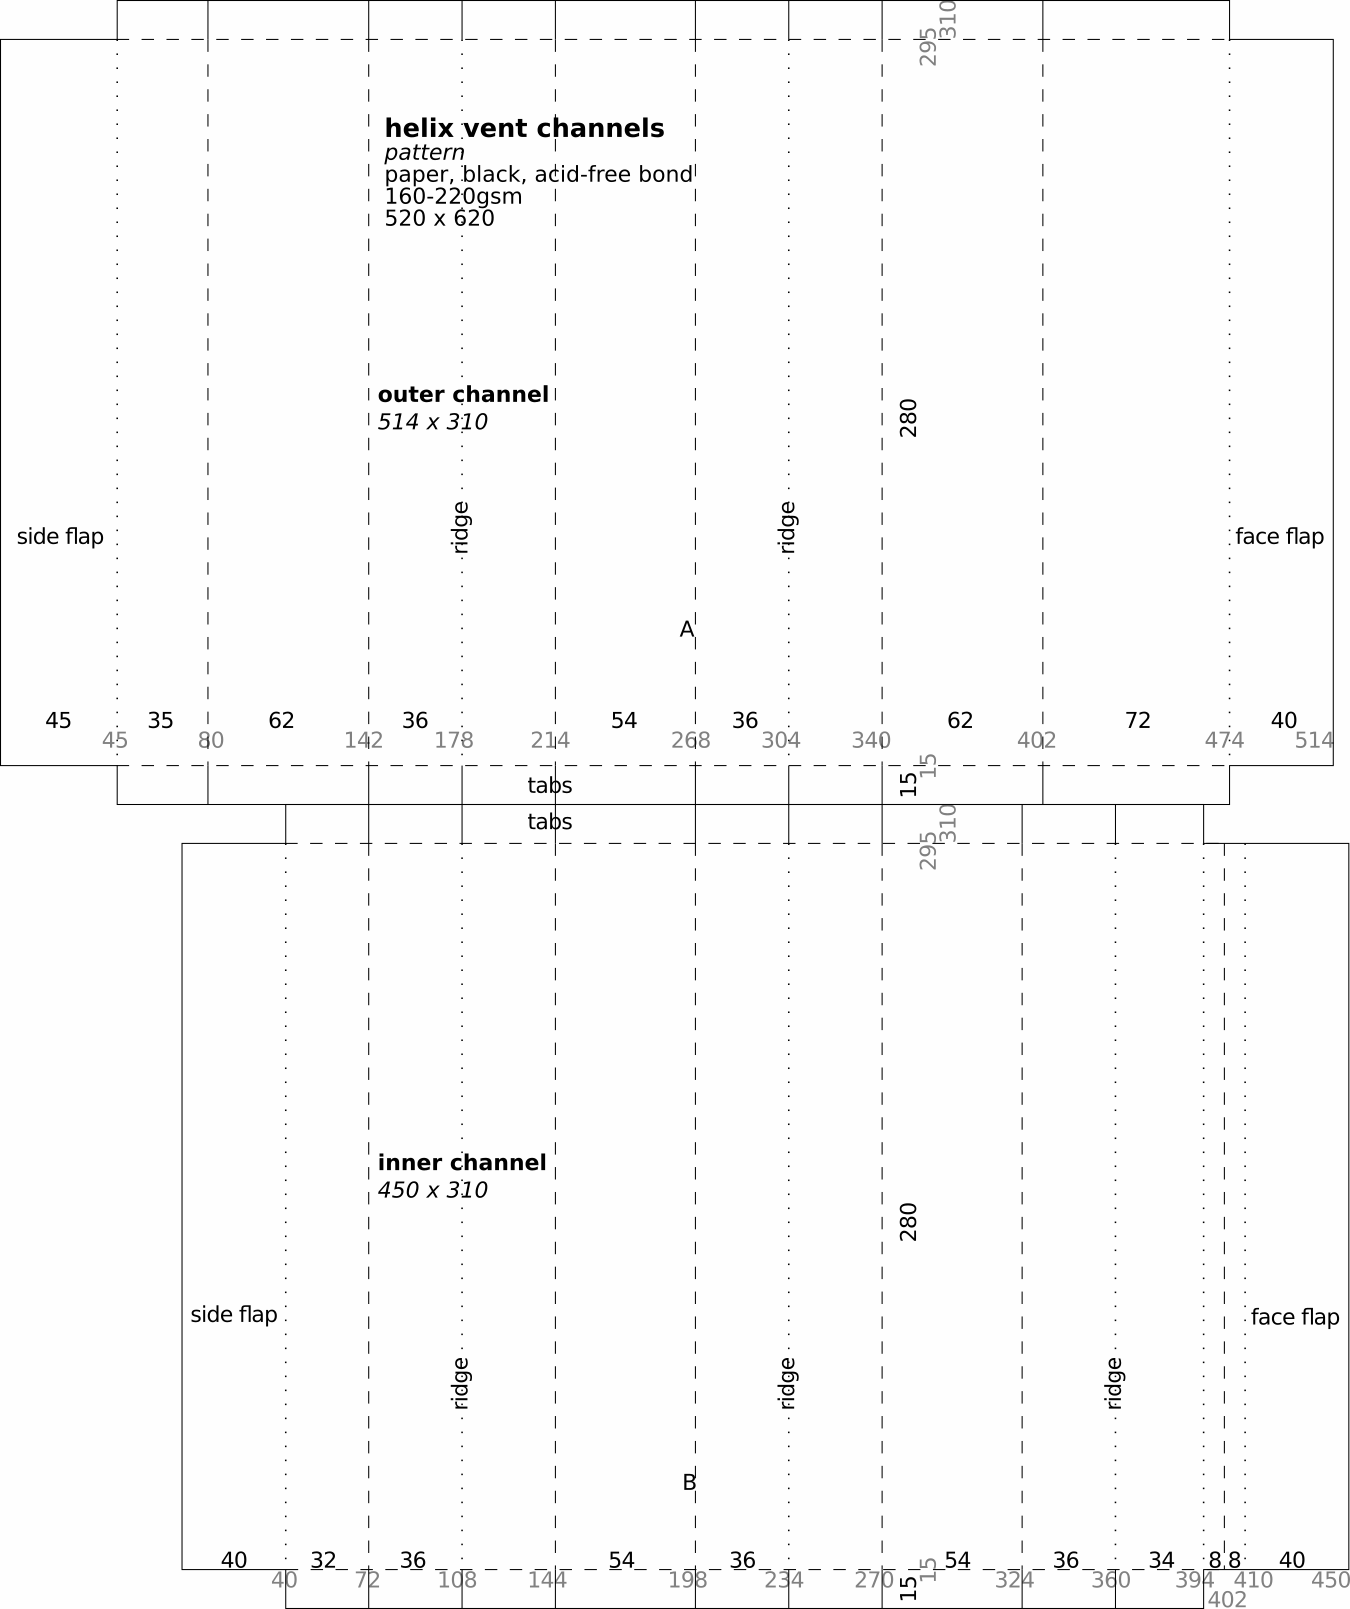 310
295
helix vent channels
pattern
paper, black, acid-free bond
160-220gsm
520 x 620
outer channel
514 x 310
280
ridge
ridge
side flap
face flap
A
45
35
62
36
54
36
62
72
40
45
80
142
178
214
268
304
340
402
474
514
15
15
tabs
tabs
310
295
inner channel
450 x 310
280
side flap
face flap
ridge
ridge
ridge
B
40
32
36
54
36
54
36
34
8
8
40
15
40
72
108
144
198
234
270
15
324
360
394
410
450
402